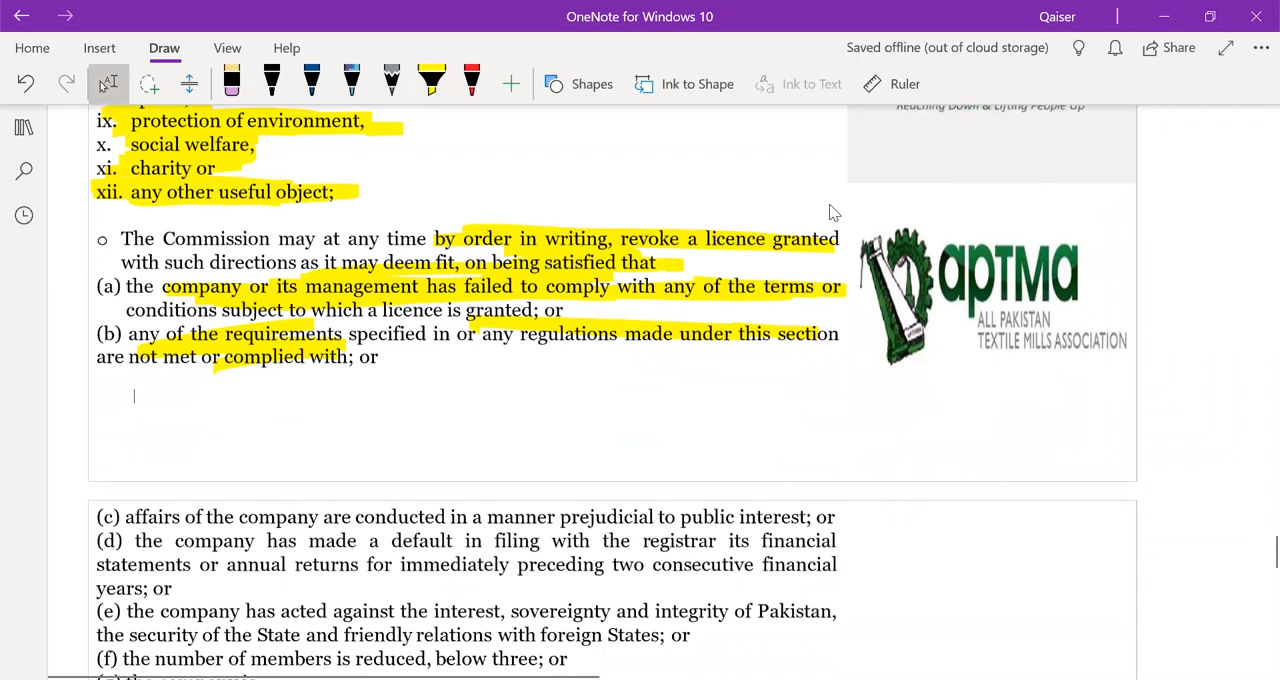 OneNote for Windows 10
Qaiser
Home Insert Draw View Help
Saved offline (out of cloud storage)
Share
Shapes
Ink to Shape
Ink to Text
Ruler
Reaching Down & Lifting People Up
ix. protection of environment,
x. social welfare,
xi. charity or
xii. any other useful object;
o The Commission may at any time by order in writing, revoke a licence granted
with such directions as it may deem fit, on being satisfied that
(a) the company or its management has failed to comply with any of the terms or
conditions subject to which a licence is granted; or
(b) any of the requirements specified in or any regulations made under this section
are not met or complied with; or
aPTMA
ALL PAKISTAN
TEXTILE MILLS ASSOCIATION
(c) affairs of the company are conducted in a manner prejudicial to public interest; or
(d) the company has made a default in filing with the registrar its financial
statements or annual returns for immediately preceding two consecutive financial
years; or
(e) the company has acted against the interest, sovereignty and integrity of Pakistan,
the security of the State and friendly relations with foreign States; or
(f) the number of members is reduced, below three; or